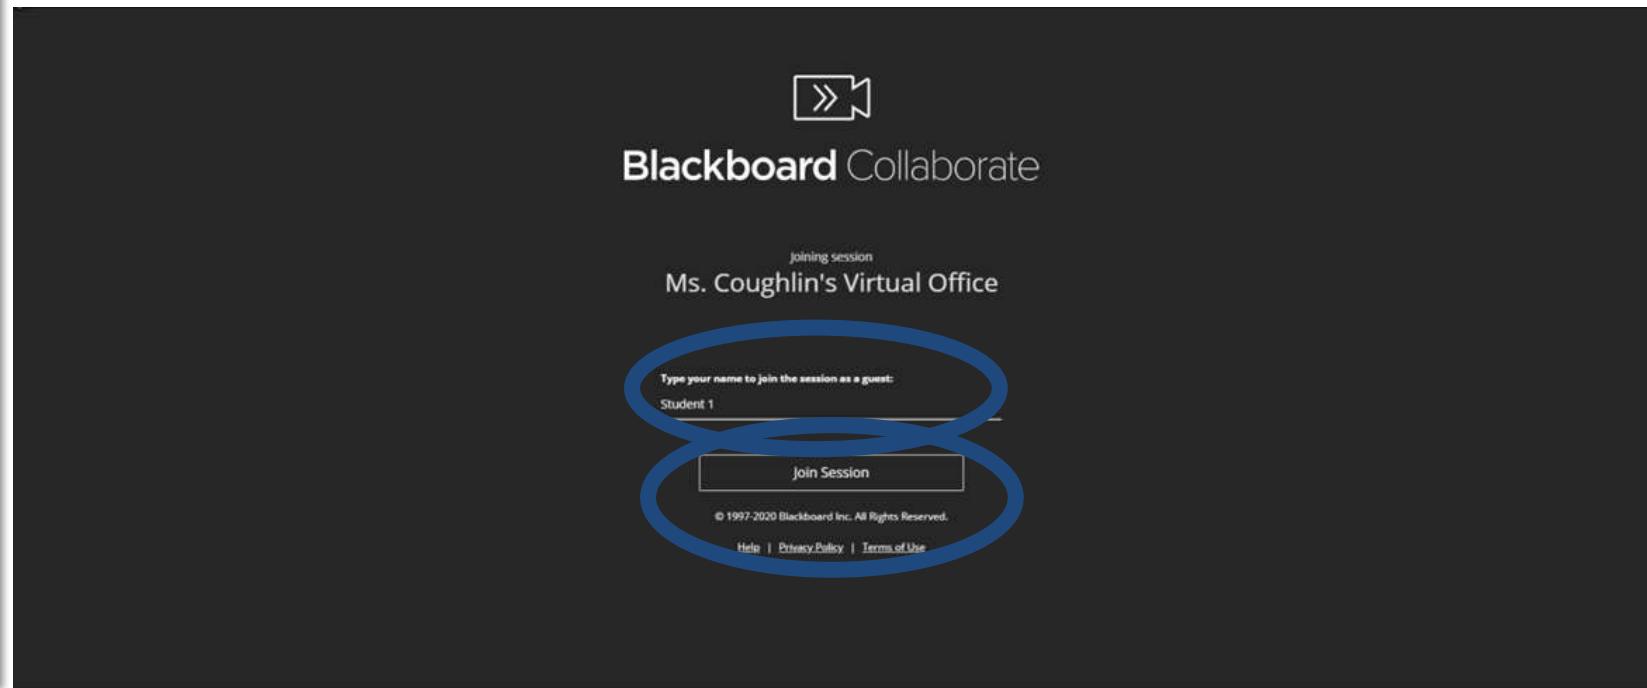 Blackboard Collaborate
Joining session
Ms. Coughlin's Virtual Office
Type your name to join the session as a guest:
Student 1
Join Session
© 1997-2020 Blackboard Inc. All Rights Reserved.
Help | Privacy Policy | Terms of Use